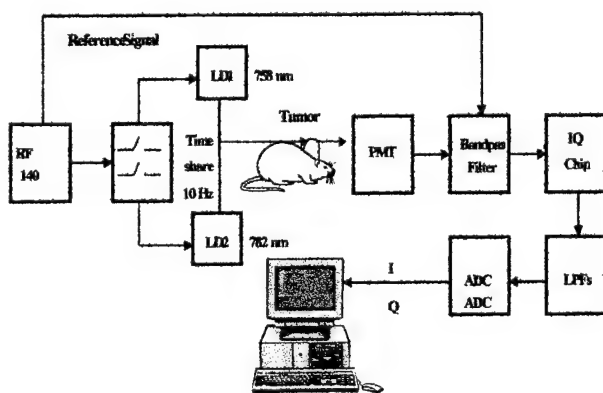 ReferenceSignal
LD1
758 nm
Tumor
RF
140
Time
share
10 Hz
PMT
Bandpas
Filter
IQ
Chip
LD2
782 nm
I
Q
ADC
ADC
LPFs